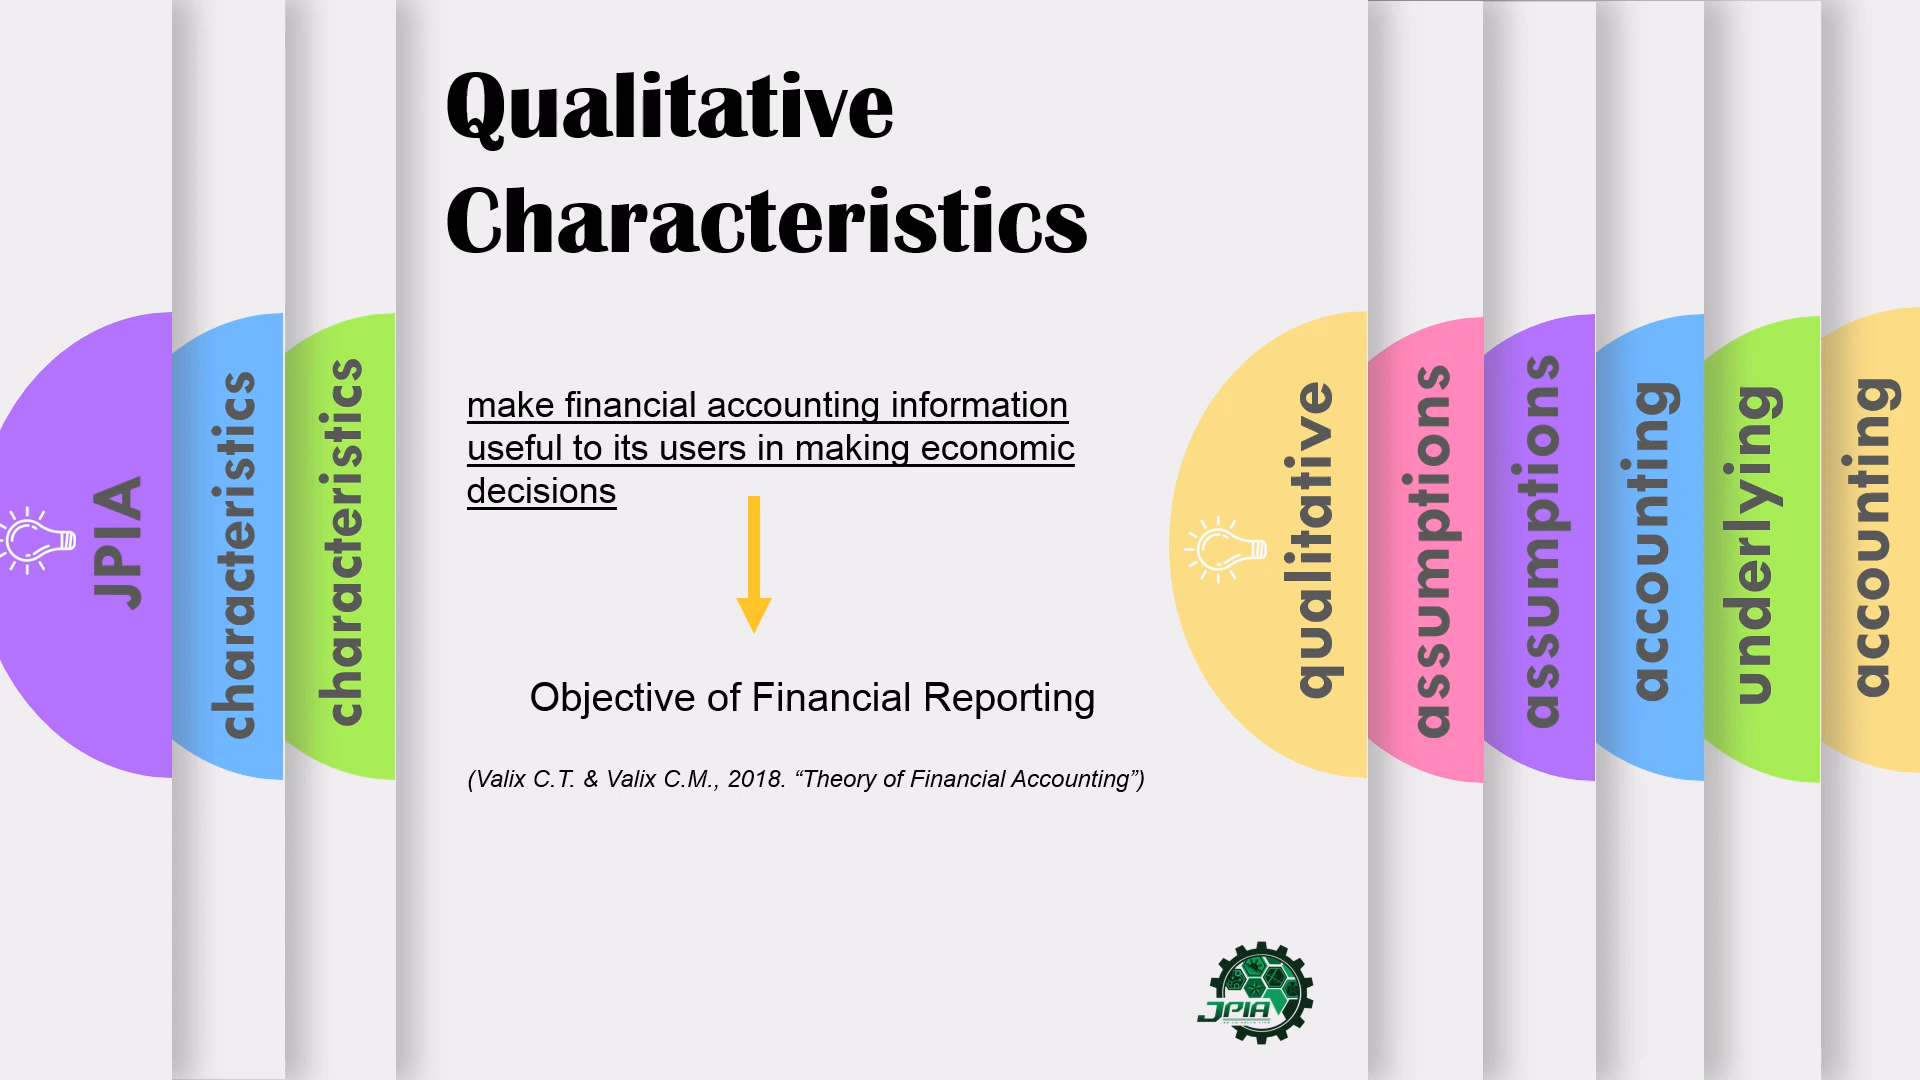 Qualitative
Characteristics
make financial accounting information
useful to its users in making economic
decisions
Objective of Financial Reporting
(Valix C.T. & Valix C.M., 2018. “Theory of Financial Accounting”)
JPIA
characteristics
characteristics
qualitative
assumptions
assumptions
accounting
underlying
accounting
JPIA